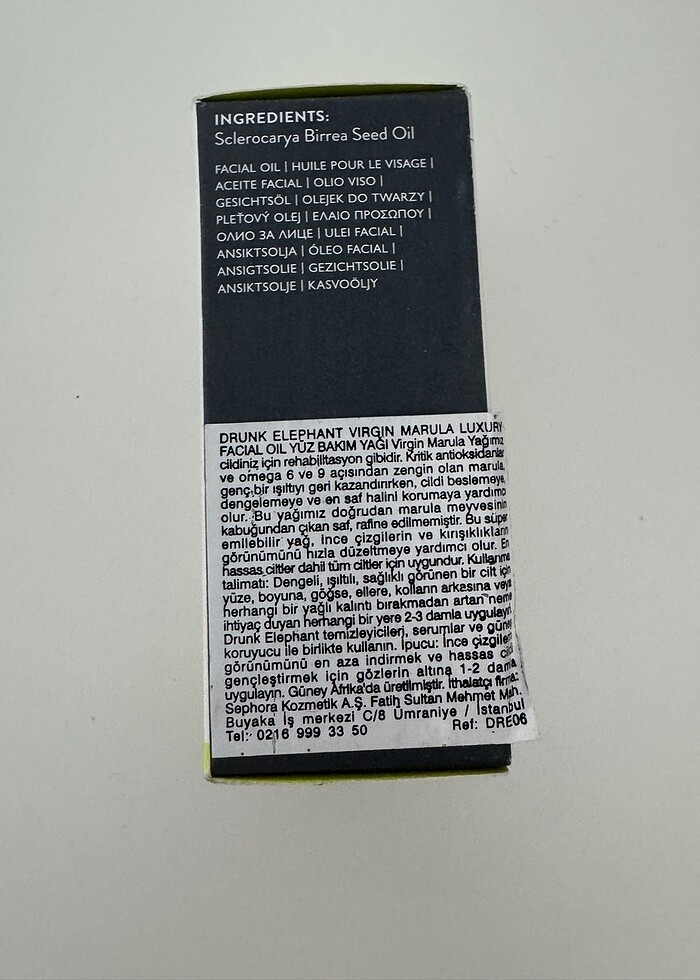 INGREDIENTS:
Sclerocarya Birrea Seed Oil
FACIAL OIL | HUILE POUR LE VISAGE |
ACEITE FACIAL | OLIO VISO |
GESICHTSÖL | OLEJEK DO TWARZY |
PLEŤOVÝ OLEJ | ΕΛΑΙΟ ΠΡΟΣΩΠΟΥ |
ОЛИО ЗА ЛИЦЕ | ULEI FACIAL |
ANSIKTSOLJA | ÓLEO FACIAL |
ANSIGTSOLIE | GEZICHTSOLIE |
ANSIKTSOLJE | KASVOÖLJY
DRUNK ELEPHANT VIRGIN MARULA LUXURY
FACIAL OIL YÜZ BAKIM YAĞI Virgin Marula Yağımız
cildiniz için rehabilitasyon gibidir. Kritik antioksidanlar
ve omega 6 ve 9 açısından zengin olan marula,
genç bir ışıltıyı geri kazandırırken, cildi beslemeye,
dengelemeye ve en saf halini korumaya yardımcı
olur. Bu yağımız doğrudan marula meyvesinin
kabuğundan çıkan saf, rafine edilmemiştir. Bu süper
emilebilir yağ, ince çizgilerin ve kırışıklıkların
görünümünü hızla düzeltmeye yardımcı olur. En
hassas ciltler dahil tüm ciltler için uygundur. Kullanma
talimatı: Dengeli, ışıltılı, sağlıklı görünen bir cilt için
yüze, boyuna, göğse, ellere, kolların arkasına veya
herhangi bir yağlı kalıntı bırakmadan artan neme
ihtiyaç duyan herhangi bir yere 2-3 damla uygulayın.
Drunk Elephant temizleyicileri, serumlar ve güneş
koruyucu ile birlikte kullanın. İpucu: İnce çizgilerin
görünümünü en aza indirmek ve hassas cildi
gençleştirmek için gözlerin altına 1-2 damla
uygulayın. Güney Afrika'da üretilmiştir. İthalatçı firma:
Sephora Kozmetik A.Ş. Fatih Sultan Mehmet Mah.
Buyaka İş merkezi C/8 Ümraniye / İstanbul
Tel: 0216 999 33 50 Ref: DRE06